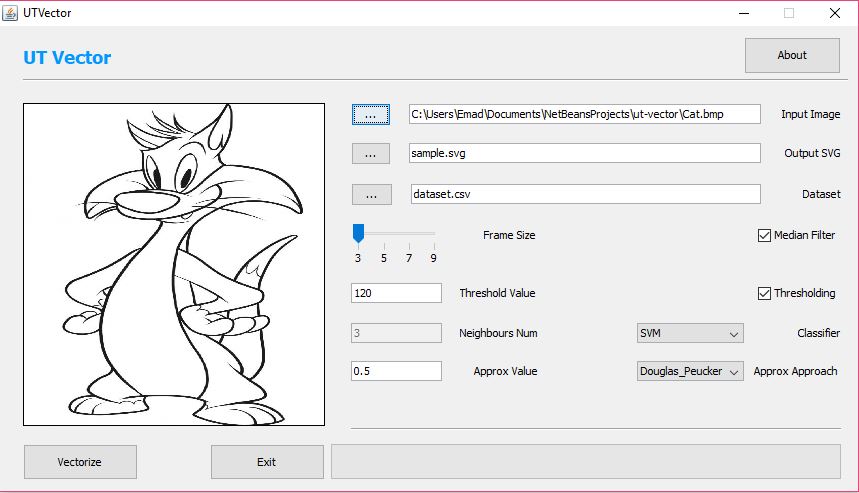 UTVector
UT Vector
About
... C:\Users\Emad\Documents\NetBeansProjects\ut-vector\Cat.bmp Input Image
... sample.svg Output SVG
... dataset.csv Dataset
Frame Size Median Filter
3 5 7 9
120 Threshold Value Thresholding
3 Neighbours Num SVM Classifier
0.5 Approx Value Douglas_Peucker Approx Approach
Vectorize Exit